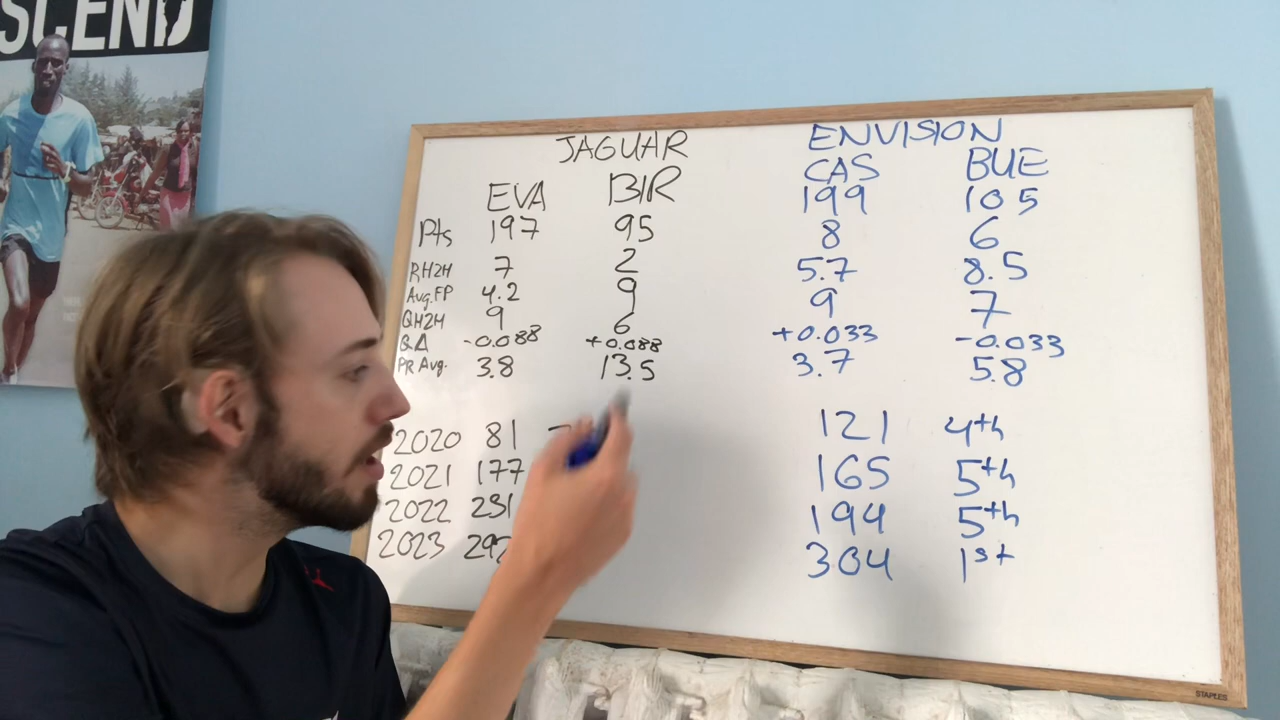 SCEND
JAGUAR ENVISION
EVA BIR CAS BUE
Pts 197 95 199 105
RH2H 7 2 8 6
Avg.FP 4.2 9 5.7 8.5
QH2H 9 6 9 7
QΔ -0.088 +0.088 +0.033 -0.033
PR Avg. 3.8 13.5 3.7 5.8
2020 81 121 4th
2021 177 165 5th
2022 231 194 5th
2023 292 304 1st
STAPLES